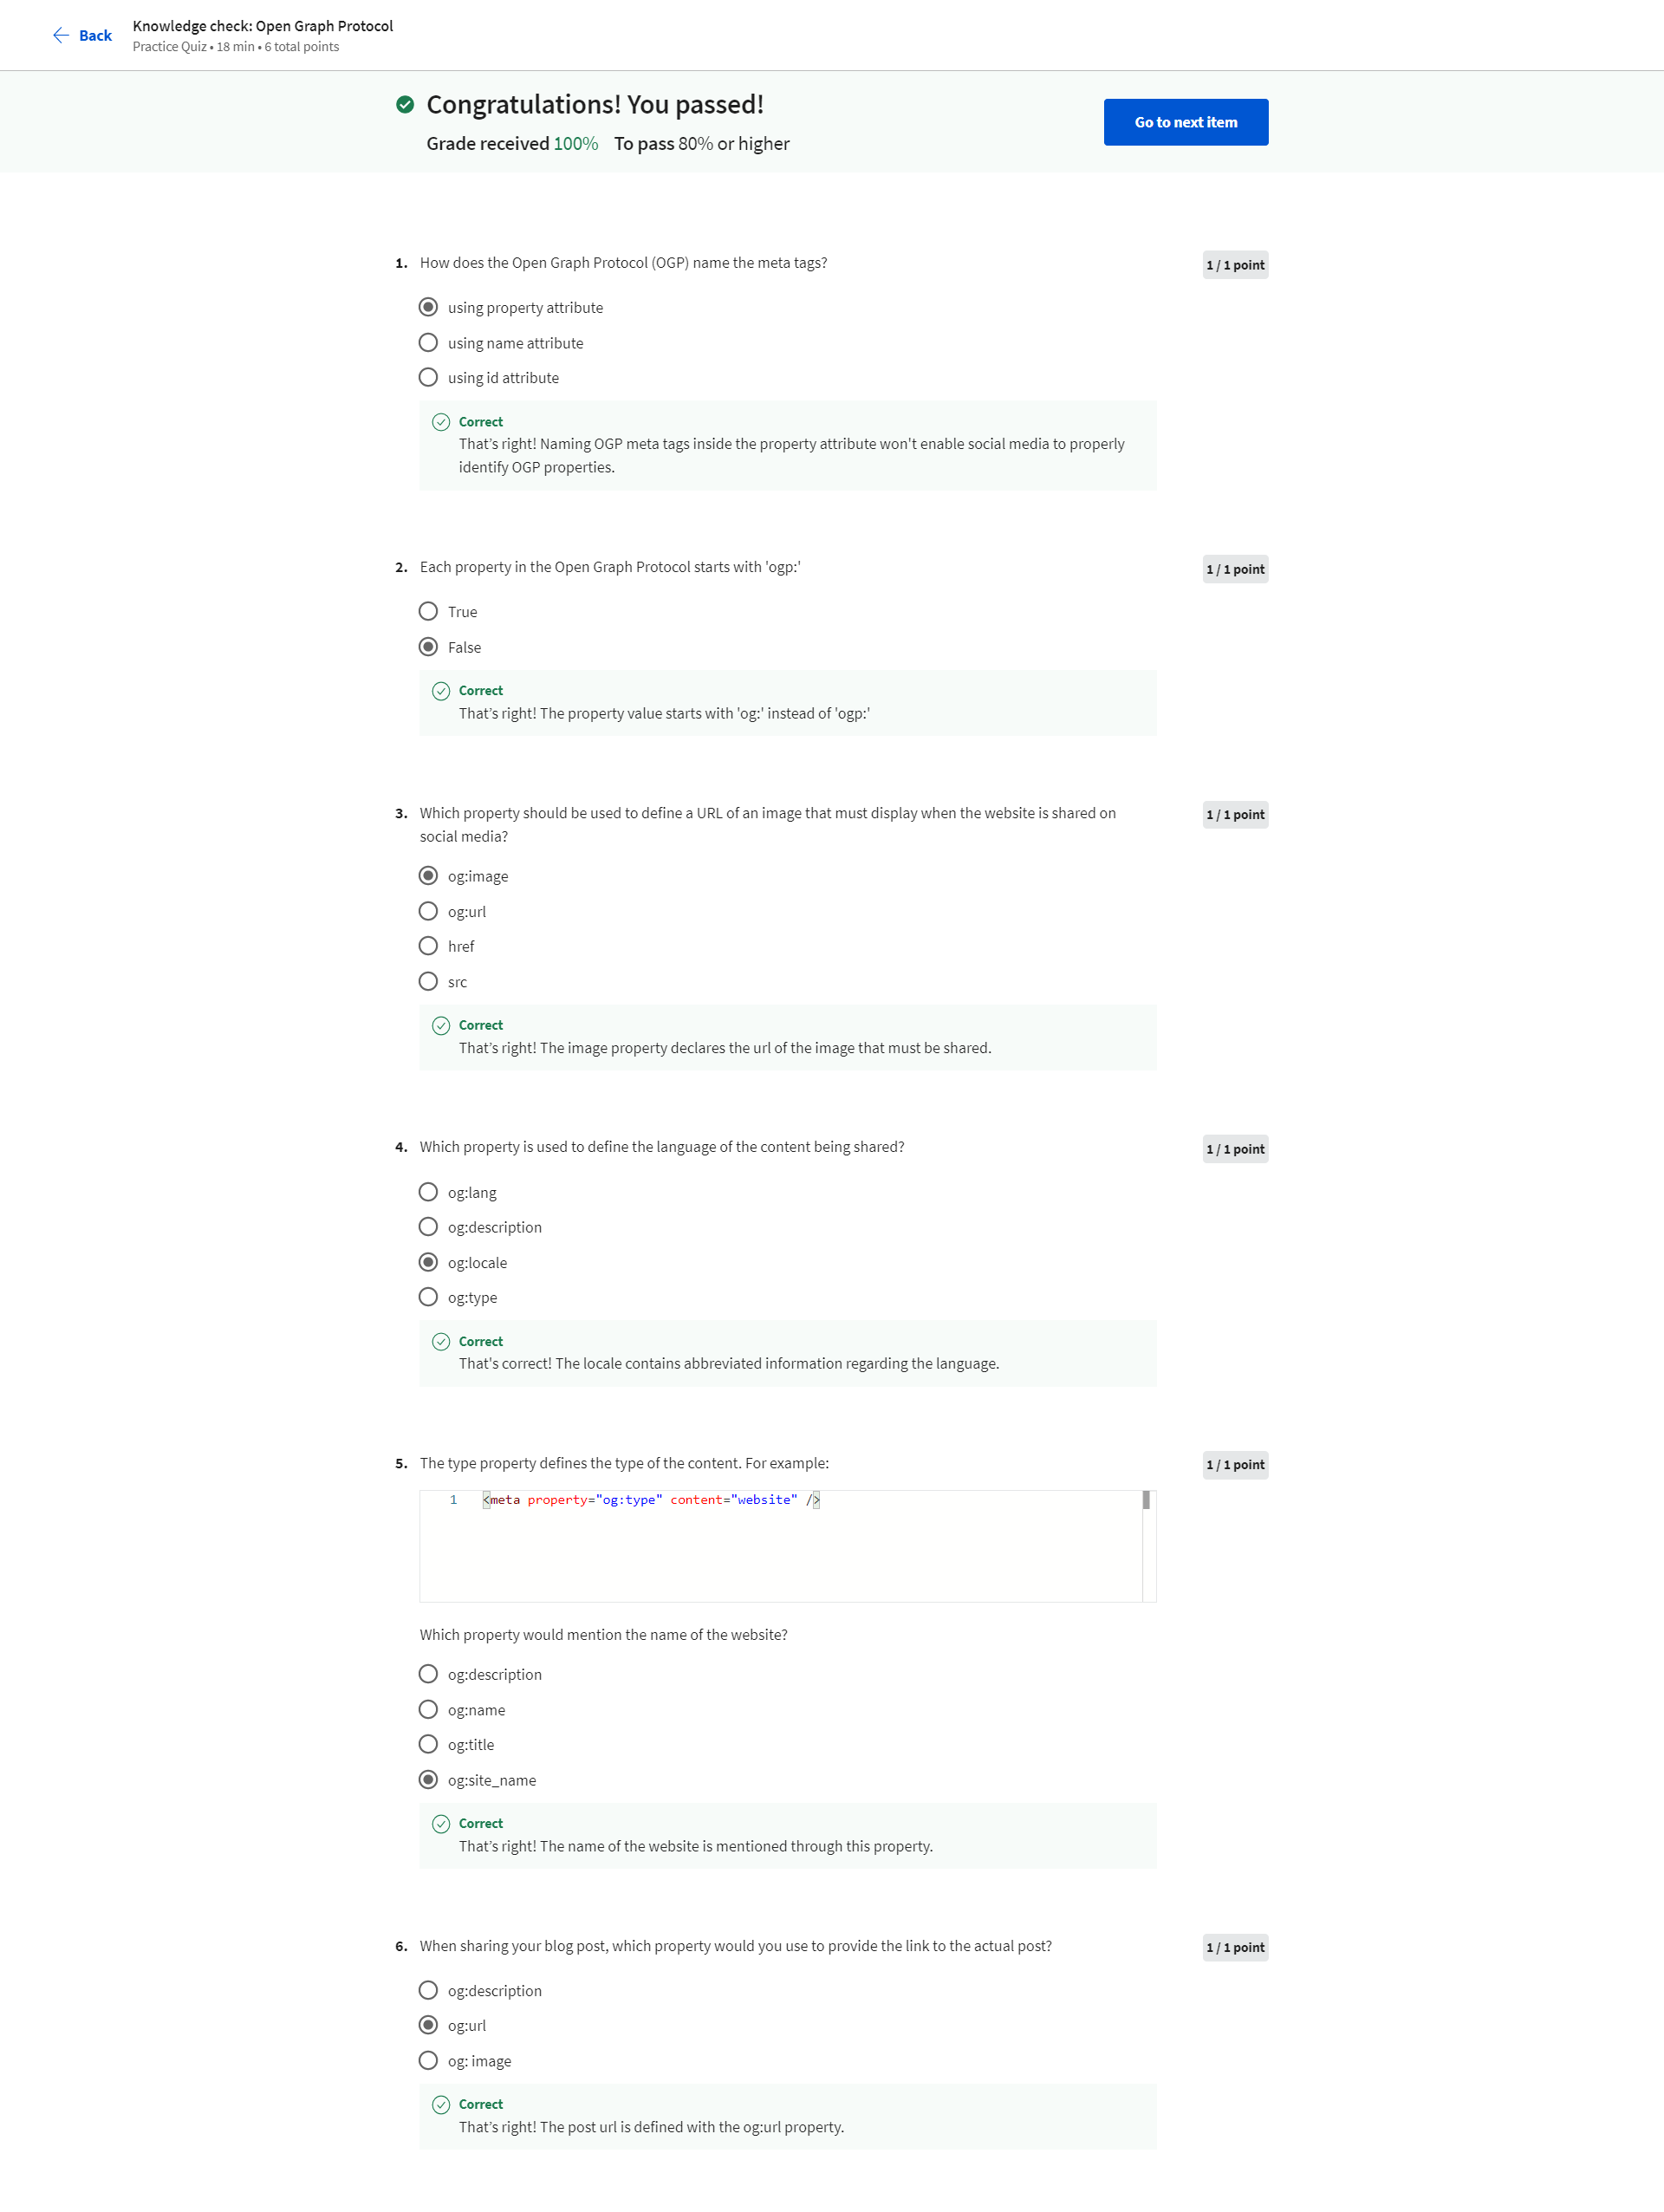 Back
Knowledge check: Open Graph Protocol
Practice Quiz • 18 min • 6 total points
Congratulations! You passed!
Grade received 100% To pass 80% or higher
Go to next item
1. How does the Open Graph Protocol (OGP) name the meta tags?
1 / 1 point
using property attribute
using name attribute
using id attribute
Correct
That’s right! Naming OGP meta tags inside the property attribute won't enable social media to properly
identify OGP properties.
2. Each property in the Open Graph Protocol starts with 'ogp:'
1 / 1 point
True
False
Correct
That’s right! The property value starts with 'og:' instead of 'ogp:'
3. Which property should be used to define a URL of an image that must display when the website is shared on
social media?
1 / 1 point
og:image
og:url
href
src
Correct
That’s right! The image property declares the url of the image that must be shared.
4. Which property is used to define the language of the content being shared?
1 / 1 point
og:lang
og:description
og:locale
og:type
Correct
That's correct! The locale contains abbreviated information regarding the language.
5. The type property defines the type of the content. For example:
1 / 1 point
1 <meta property="og:type" content="website" />
Which property would mention the name of the website?
og:description
og:name
og:title
og:site_name
Correct
That’s right! The name of the website is mentioned through this property.
6. When sharing your blog post, which property would you use to provide the link to the actual post?
1 / 1 point
og:description
og:url
og: image
Correct
That’s right! The post url is defined with the og:url property.